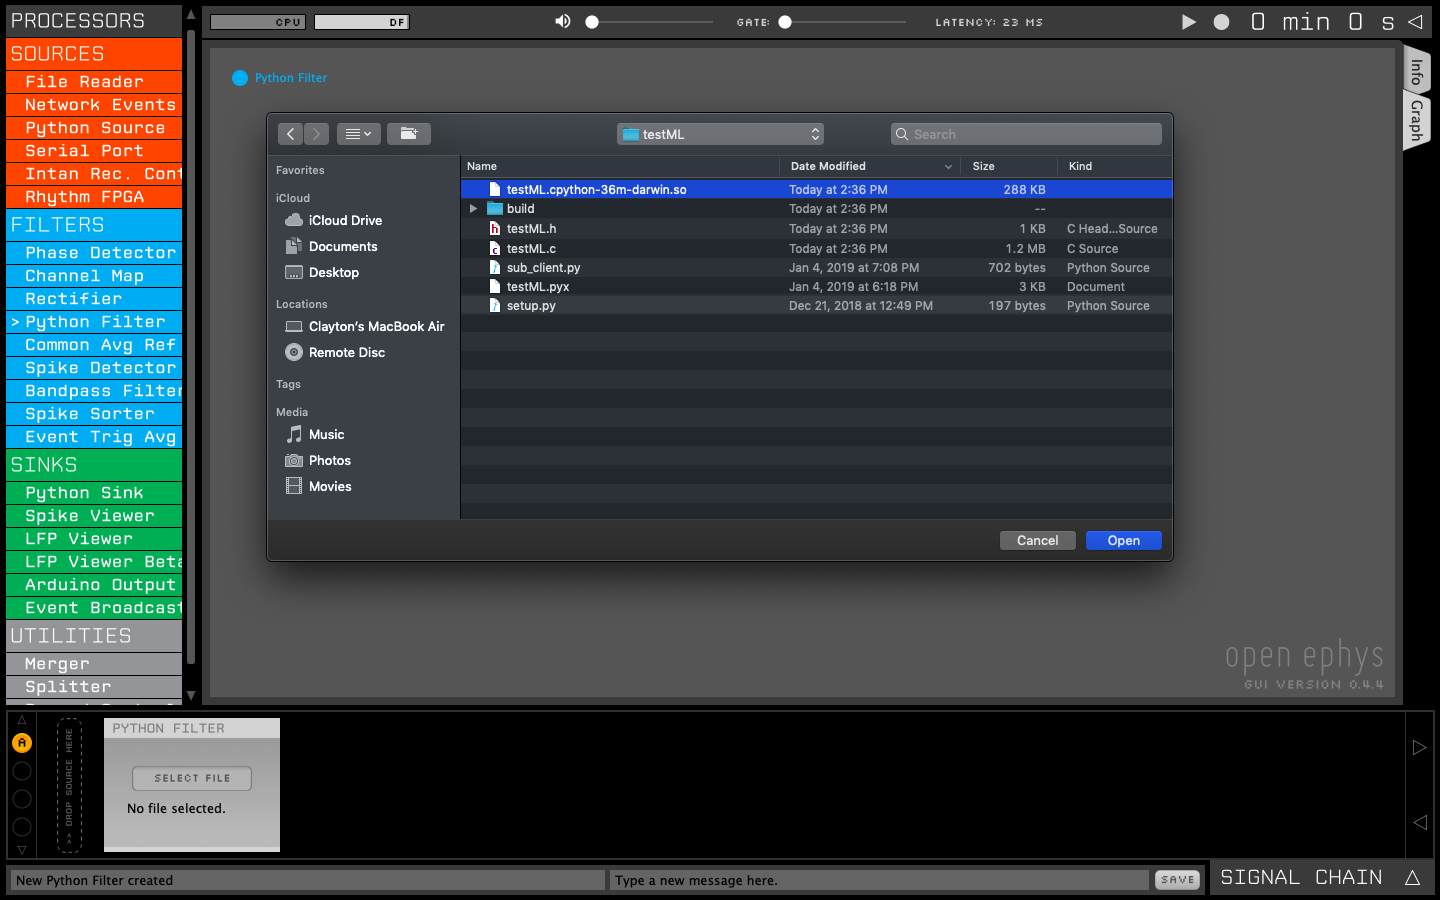 PROCESSORS
CPU
DF
GATE:
LATENCY: 23 MS
0 min 0 s
SOURCES
File Reader
Network Events
Python Source
Serial Port
Intan Rec. Cont
Rhythm FPGA
FILTERS
Phase Detector
Channel Map
Rectifier
> Python Filter
Common Avg Ref
Spike Detector
Bandpass Filter
Spike Sorter
Event Trig Avg
SINKS
Python Sink
Spike Viewer
LFP Viewer
LFP Viewer Beta
Arduino Output
Event Broadcast
UTILITIES
Merger
Splitter
Python Filter
Info
Graph
testML
Search
Favorites
iCloud
iCloud Drive
Documents
Desktop
Locations
Clayton's MacBook Air
Remote Disc
Tags
Media
Music
Photos
Movies
Name Date Modified Size Kind
testML.cpython-36m-darwin.so Today at 2:36 PM 288 KB
build Today at 2:36 PM --
testML.h Today at 2:36 PM 1 KB C Head...Source
testML.c Today at 2:36 PM 1.2 MB C Source
sub_client.py Jan 4, 2019 at 7:08 PM 702 bytes Python Source
testML.pyx Jan 4, 2019 at 6:18 PM 3 KB Document
setup.py Dec 21, 2018 at 12:49 PM 197 bytes Python Source
Cancel
Open
open ephys
GUI VERSION 0.4.4
A
>> DROP SOURCE HERE
PYTHON FILTER
SELECT FILE
No file selected.
New Python Filter created
Type a new message here.
SAVE
SIGNAL CHAIN